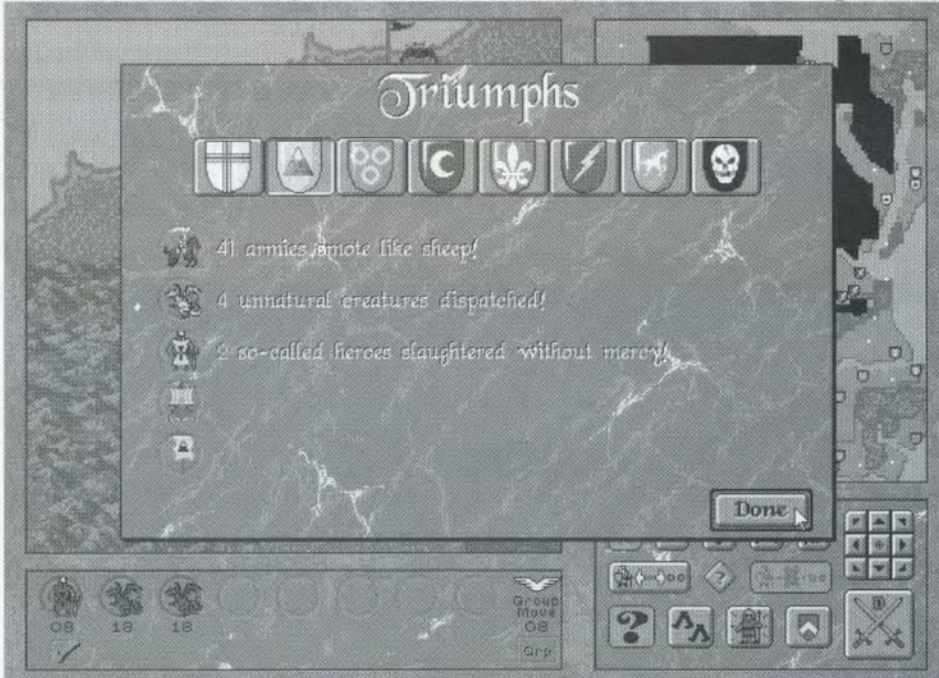 Triumphs
41 armies smote like sheep!
4 unnatural creatures dispatched!
2 so-called heroes slaughtered without mercy!
Done
Group
Move
08 18 18 08
Grp
?
?
1